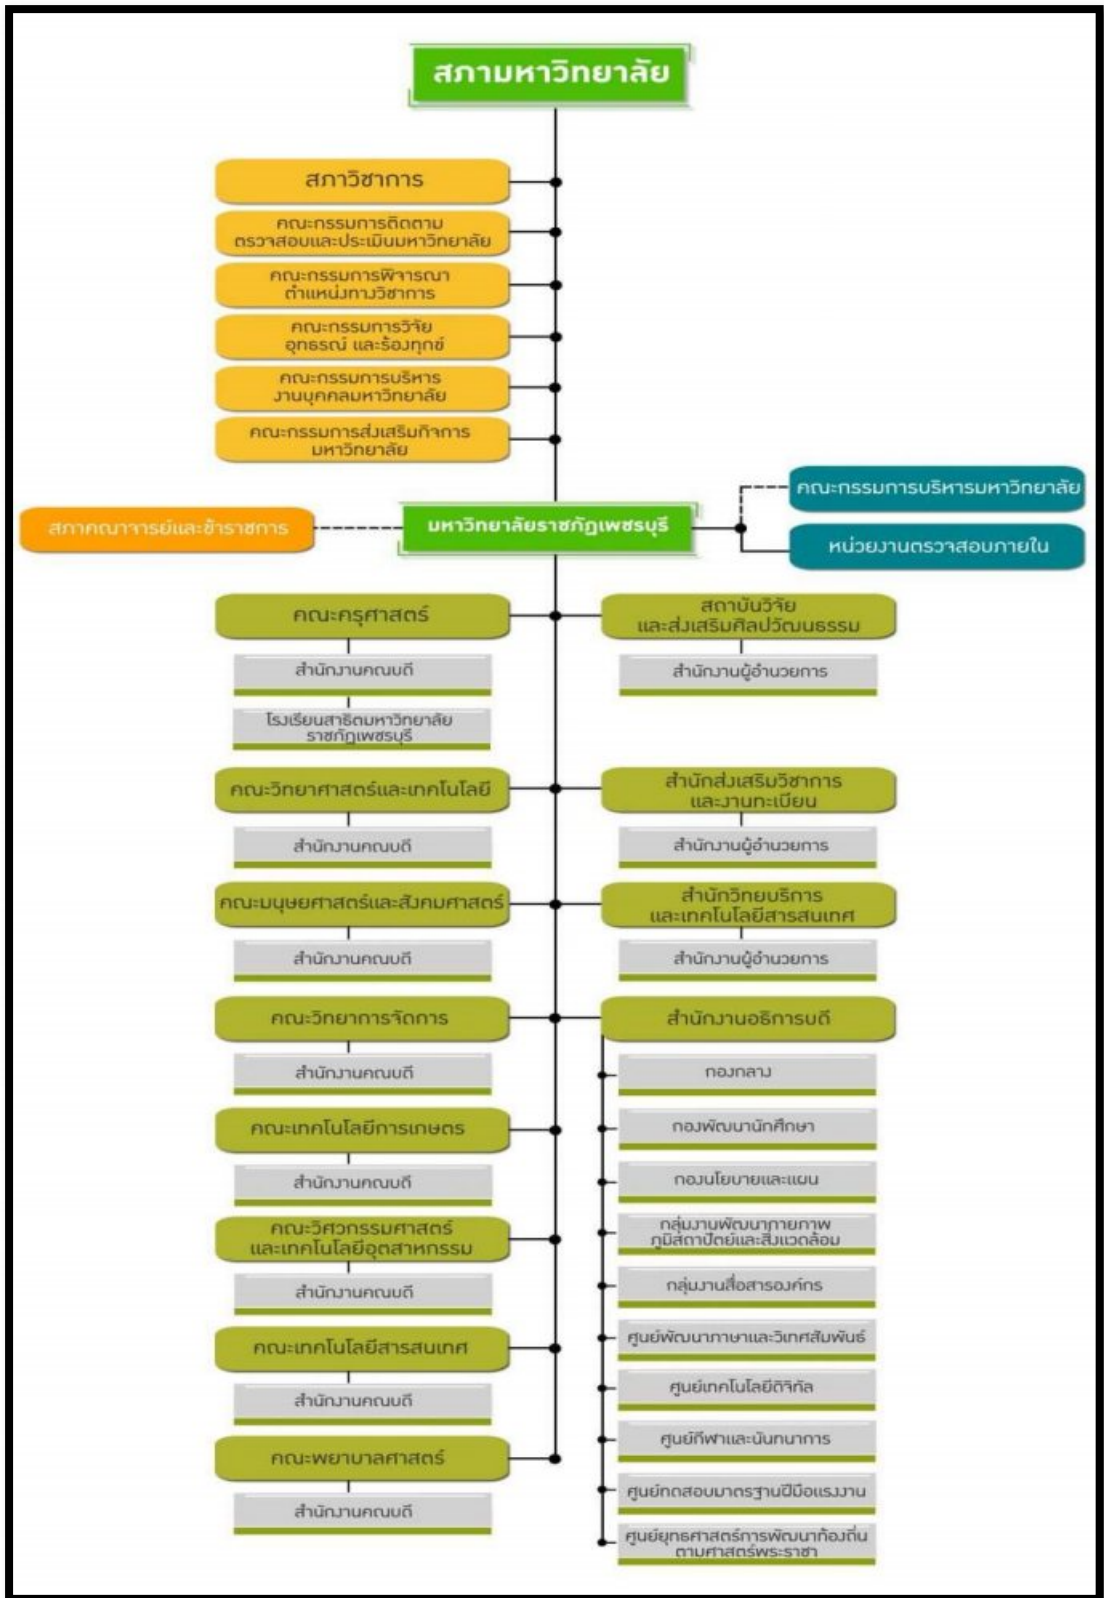 สภามหาวิทยาลัย
สภาวิชาการ
คณะกรรมการติดตาม
ตรวจสอบและประเมินมหาวิทยาลัย
คณะกรรมการพิจารณา
ตำแหน่งทางวิชาการ
คณะกรรมการวิจัย
อุทธรณ์ และร้องทุกข์
คณะกรรมการบริหาร
งานบุคคลมหาวิทยาลัย
คณะกรรมการส่งเสริมกิจการ
มหาวิทยาลัย
คณะกรรมการบริหารมหาวิทยาลัย
สภาคณาจารย์และข้าราชการ
มหาวิทยาลัยราชภัฏเพชรบุรี
หน่วยงานตรวจสอบภายใน
คณะครุศาสตร์
สำนักงานคณบดี
โรงเรียนสาธิตมหาวิทยาลัย
ราชภัฏเพชรบุรี
สถาบันวิจัย
และส่งเสริมศิลปวัฒนธรรม
สำนักงานผู้อำนวยการ
คณะวิทยาศาสตร์และเทคโนโลยี
สำนักงานคณบดี
สำนักส่งเสริมวิชาการ
และงานทะเบียน
สำนักงานผู้อำนวยการ
คณะมนุษยศาสตร์และสังคมศาสตร์
สำนักงานคณบดี
สำนักวิทยบริการ
และเทคโนโลยีสารสนเทศ
สำนักงานผู้อำนวยการ
คณะวิทยาการจัดการ
สำนักงานคณบดี
คณะเทคโนโลยีการเกษตร
สำนักงานคณบดี
คณะวิศวกรรมศาสตร์
และเทคโนโลยีอุตสาหกรรม
สำนักงานคณบดี
คณะเทคโนโลยีสารสนเทศ
สำนักงานคณบดี
คณะพยาบาลศาสตร์
สำนักงานคณบดี
สำนักงานอธิการบดี
กองกลาง
กองพัฒนานักศึกษา
กองนโยบายและแผน
กลุ่มงานพัฒนากายภาพ
ภูมิสถาปัตย์และสิ่งแวดล้อม
กลุ่มงานสื่อสารองค์กร
ศูนย์พัฒนาภาษาและวิเทศสัมพันธ์
ศูนย์เทคโนโลยีดิจิทัล
ศูนย์กีฬาและนันทนาการ
ศูนย์ทดสอบมาตรฐานฝีมือแรงงาน
ศูนย์ยุทธศาสตร์การพัฒนาท้องถิ่น
ตามศาสตร์พระราชา